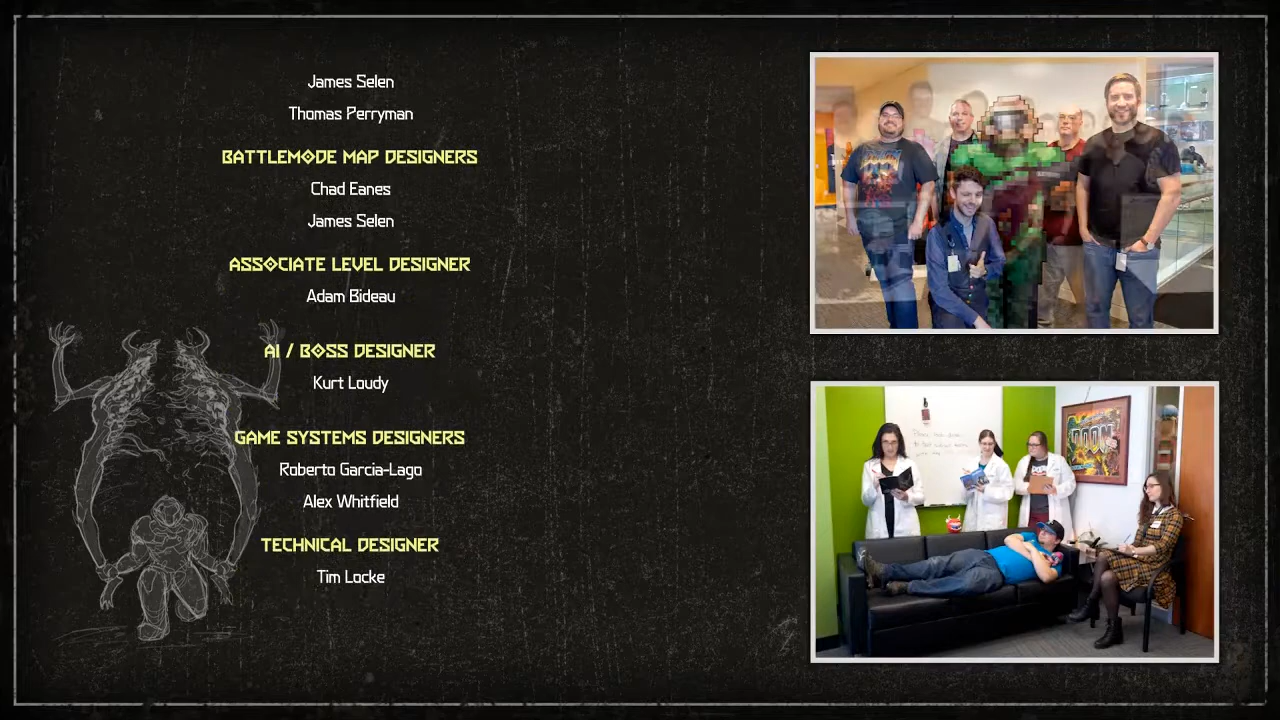 James Selen
Thomas Perryman
BATTLEMODE MAP DESIGNERS
Chad Eanes
James Selen
ASSOCIATE LEVEL DESIGNER
Adam Bideau
AI / BOSS DESIGNER
Kurt Loudy
GAME SYSTEMS DESIGNERS
Roberto Garcia-Lago
Alex Whitfield
TECHNICAL DESIGNER
Tim Locke
DOOM